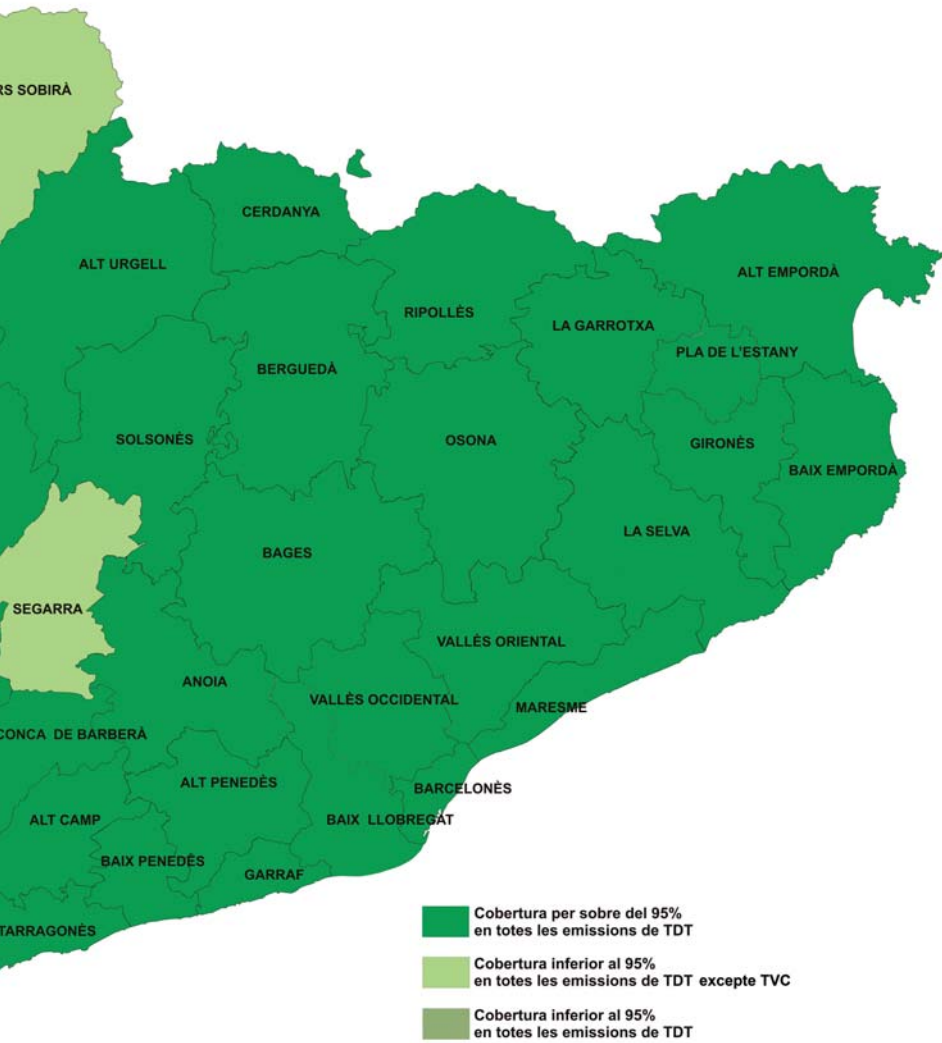 RS SOBIRÀ
CERDANYA
ALT URGELL
ALT EMPORDÀ
RIPOLLÈS
LA GARROTXA
PLA DE L'ESTANY
BERGUEDÀ
SOLSONÈS
OSONA
GIRONÈS
BAIX EMPORDÀ
LA SELVA
BAGES
SEGARRA
VALLÈS ORIENTAL
ANOIA
VALLÈS OCCIDENTAL
MARESME
CONCA DE BARBERÀ
ALT PENEDÈS
BARCELONÈS
ALT CAMP
BAIX LLOBREGAT
BAIX PENEDÈS
GARRAF
TARRAGONÈS
Cobertura per sobre del 95%
en totes les emissions de TDT
Cobertura inferior al 95%
en totes les emissions de TDT excepte TVC
Cobertura inferior al 95%
en totes les emissions de TDT